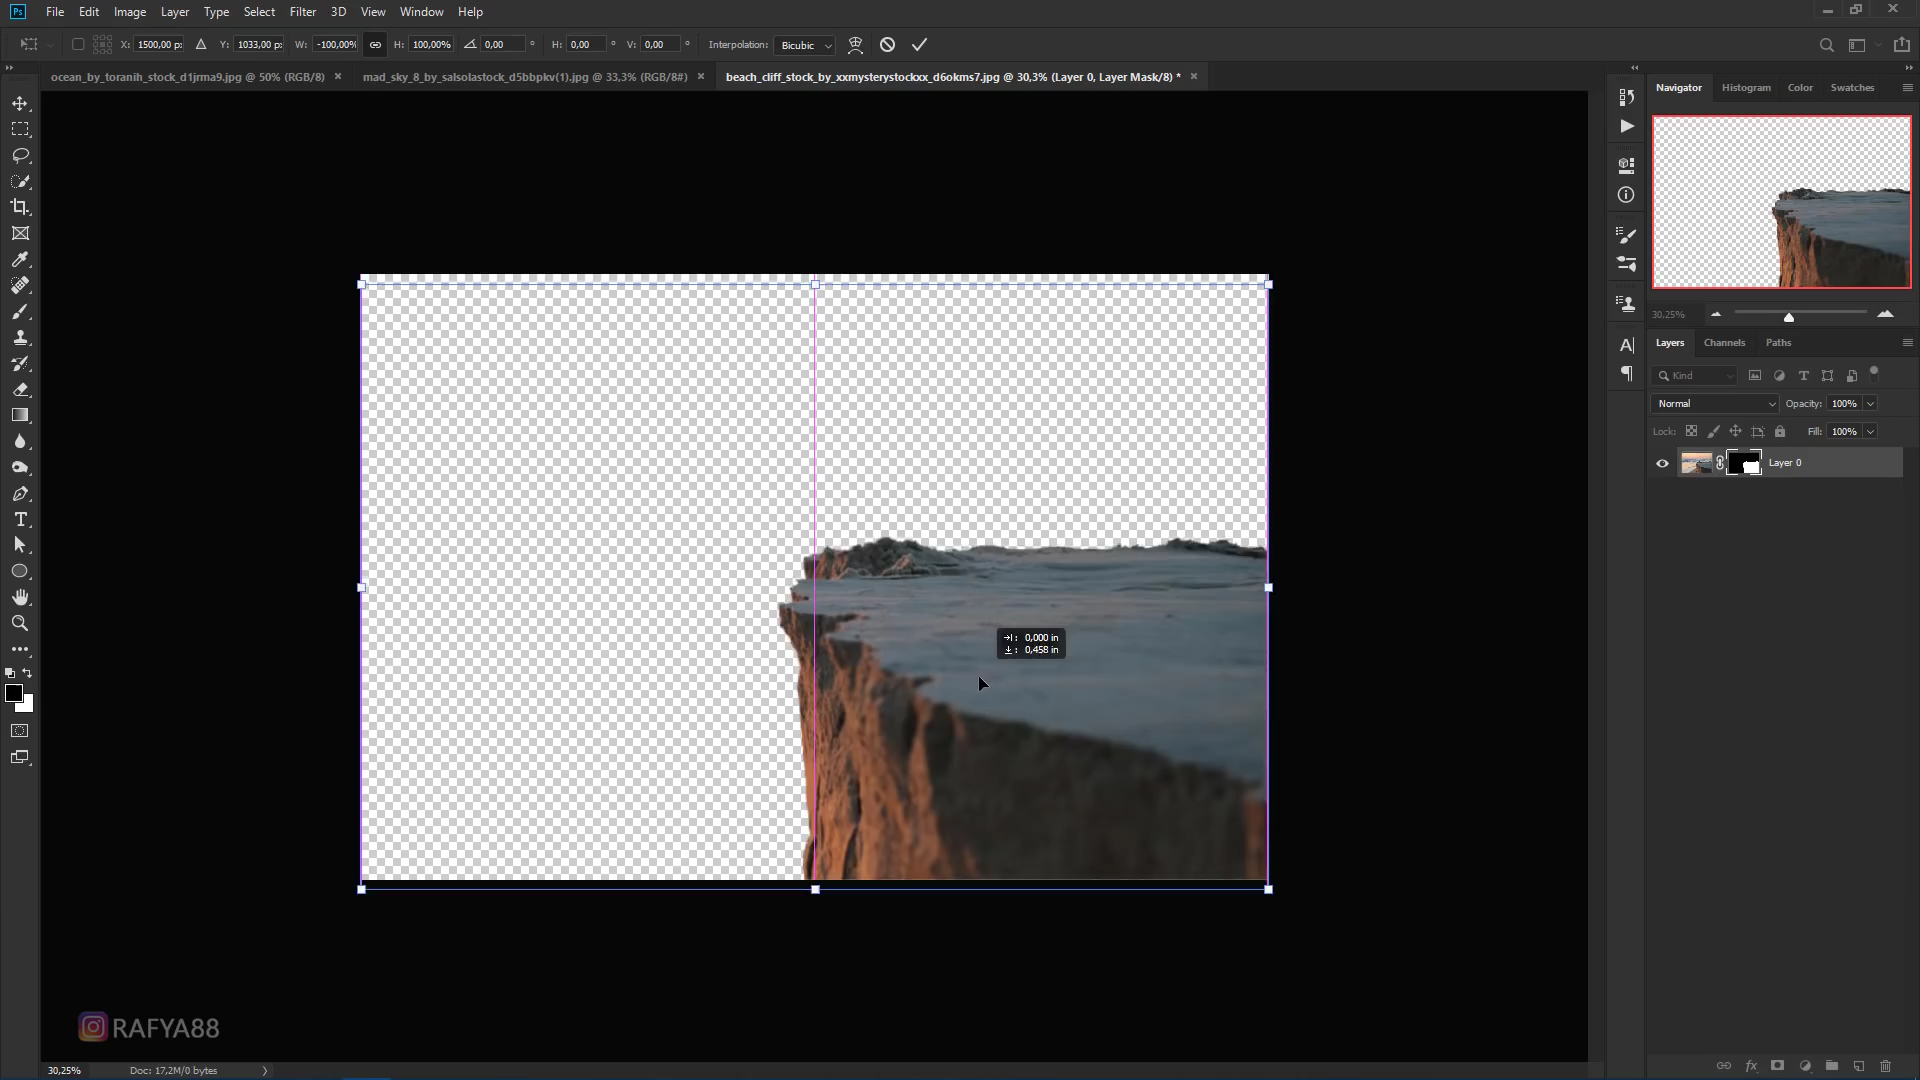 Ps File Edit Image Layer Type Select Filter 3D View Window Help
X: 1500,00 p: Y: 1033,00 p: W: -100,00% H: 100,00% 0,00 ° H: 0,00 ° V: 0,00 ° Interpolation: Bicubic
ocean_by_toranih_stock_d1jrma9.jpg @ 50% (RGB/8) × mad_sky_8_by_salsolastock_d5bbpkv(1).jpg @ 33,3% (RGB/8#) × beach_cliff_stock_by_xxmysterystockxx_d6okms7.jpg @ 30,3% (Layer 0, Layer Mask/8) * ×
Navigator Histogram Color Swatches
30,25%
Layers Channels Paths
Kind
Normal Opacity: 100%
Lock: Fill: 100%
Layer 0
0,000 in
0,458 in
RAFYA88
30,25% Doc: 17,2M/0 bytes